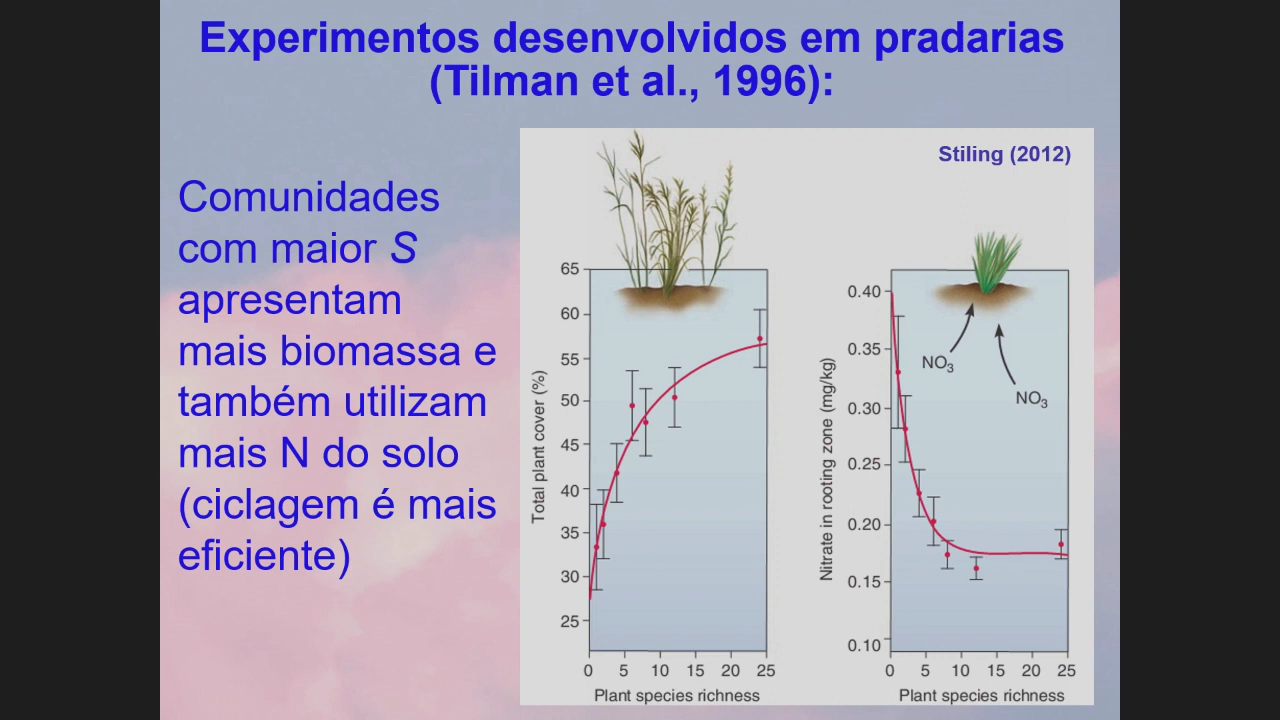 Experimentos desenvolvidos em pradarias
(Tilman et al., 1996):
Comunidades
com maior S
apresentam
mais biomassa e
também utilizam
mais N do solo
(ciclagem é mais
eficiente)
Stiling (2012)
Total plant cover (%)
65
60
55
50
45
40
35
30
25
0 5 10 15 20 25
Plant species richness
Nitrate in rooting zone (mg/kg)
0.40
0.35
0.30
0.25
0.20
0.15
0.10
NO3
NO3
0 5 10 15 20 25
Plant species richness